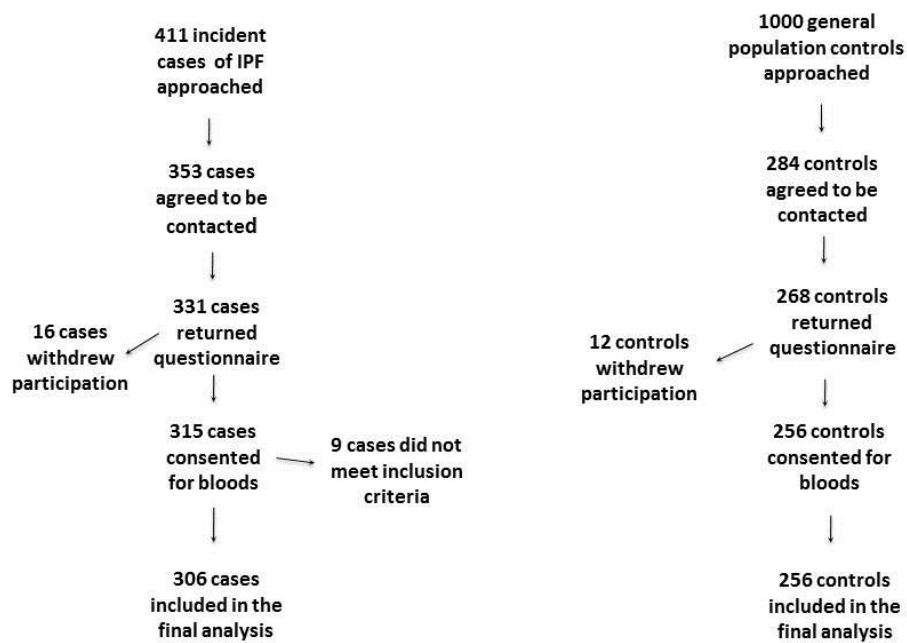 411 incident
cases of IPF
approached
353 cases
agreed to be
contacted
331 cases
returned
questionnaire
16 cases
withdrew
participation
315 cases
consented
for bloods
9 cases did not
meet inclusion
criteria
306 cases
included in the
final analysis
1000 general
population controls
approached
284 controls
agreed to be
contacted
268 controls
returned
questionnaire
12 controls
withdrew
participation
256 controls
consented for
bloods
256 controls
included in the
final analysis